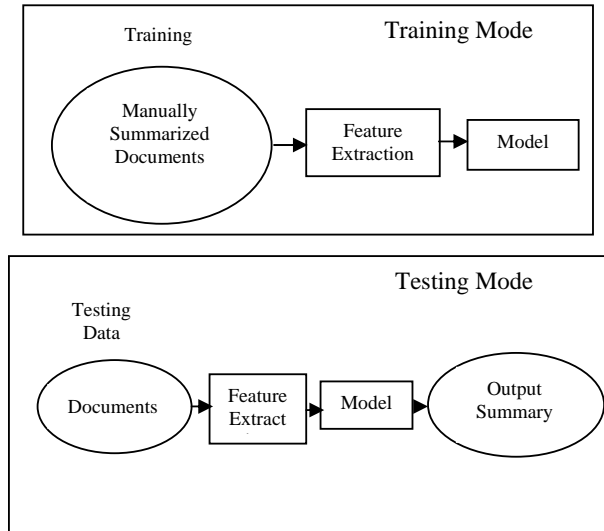 Training Mode
Training
Manually
Summarized
Documents
Feature
Extraction
Model
Testing Mode
Testing
Data
Documents
Feature
Extract
Model
Output
Summary